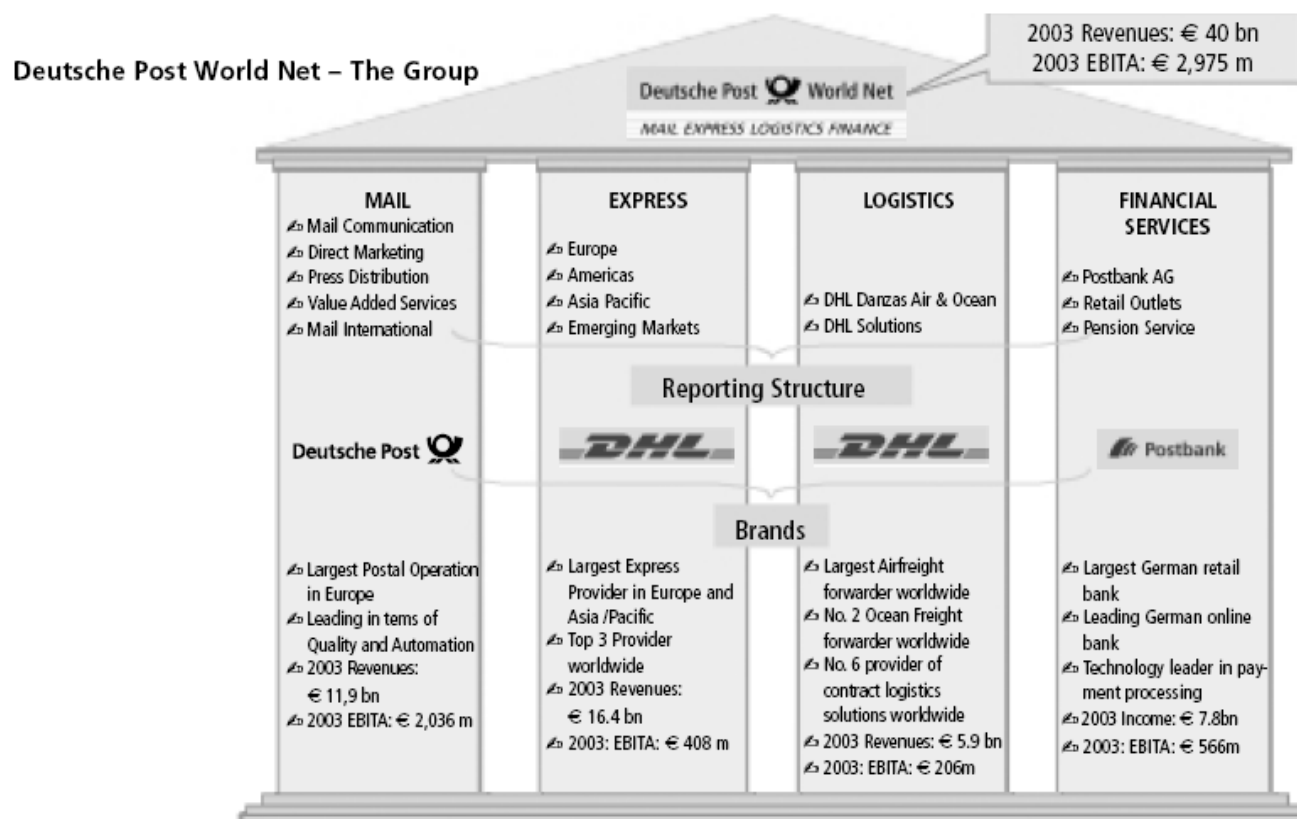 2003 Revenues: € 40 bn
2003 EBITA: € 2,975 m
Deutsche Post World Net – The Group
Deutsche Post World Net
MAIL EXPRESS LOGISTICS FINANCE
MAIL
Mail Communication
Direct Marketing
Press Distribution
Value Added Services
Mail International
EXPRESS
Europe
Americas
Asia Pacific
Emerging Markets
LOGISTICS
DHL Danzas Air & Ocean
DHL Solutions
FINANCIAL
SERVICES
Postbank AG
Retail Outlets
Pension Service
Reporting Structure
Deutsche Post
DHL
DHL
Postbank
Brands
Largest Postal Operation
in Europe
Leading in tems of
Quality and Automation
2003 Revenues:
€ 11,9 bn
2003 EBITA: € 2,036 m
Largest Express
Provider in Europe and
Asia /Pacific
Top 3 Provider
worldwide
2003 Revenues:
€ 16.4 bn
2003: EBITA: € 408 m
Largest Airfreight
forwarder worldwide
No. 2 Ocean Freight
forwarder worldwide
No. 6 provider of
contract logistics
solutions worldwide
2003 Revenues: € 5.9 bn
2003: EBITA: € 206m
Largest German retail
bank
Leading German online
bank
Technology leader in pay-
ment processing
2003 Income: € 7.8bn
2003: EBITA: € 566m